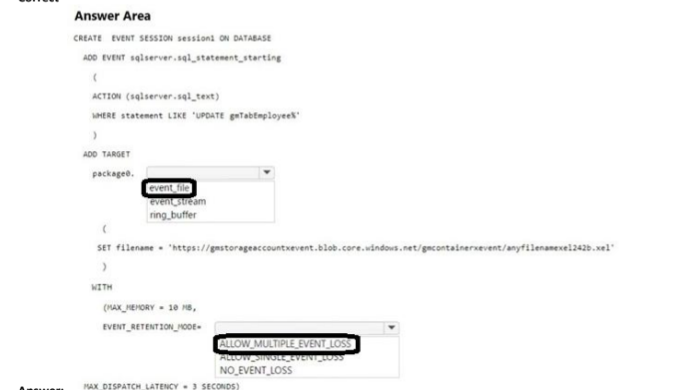 Correct
Answer Area
CREATE EVENT SESSION session1 ON DATABASE
ADD EVENT sqlserver.sql_statement_starting
(
ACTION (sqlserver.sql_text)
WHERE statement LIKE 'UPDATE gmTabEmployee%'
)
ADD TARGET
package0.
event_file
event_stream
ring_buffer
(
SET filename = 'https://gmstorageaccountxevent.blob.core.windows.net/gmcontainerxevent/anyfilenamexel242b.xel'
)
WITH
(MAX_MEMORY = 10 MB,
EVENT_RETENTION_MODE=
ALLOW_MULTIPLE_EVENT_LOSS
ALLOW_SINGLE_EVENT_LOSS
NO_EVENT_LOSS
Answer: MAX_DISPATCH_LATENCY = 3 SECONDS)